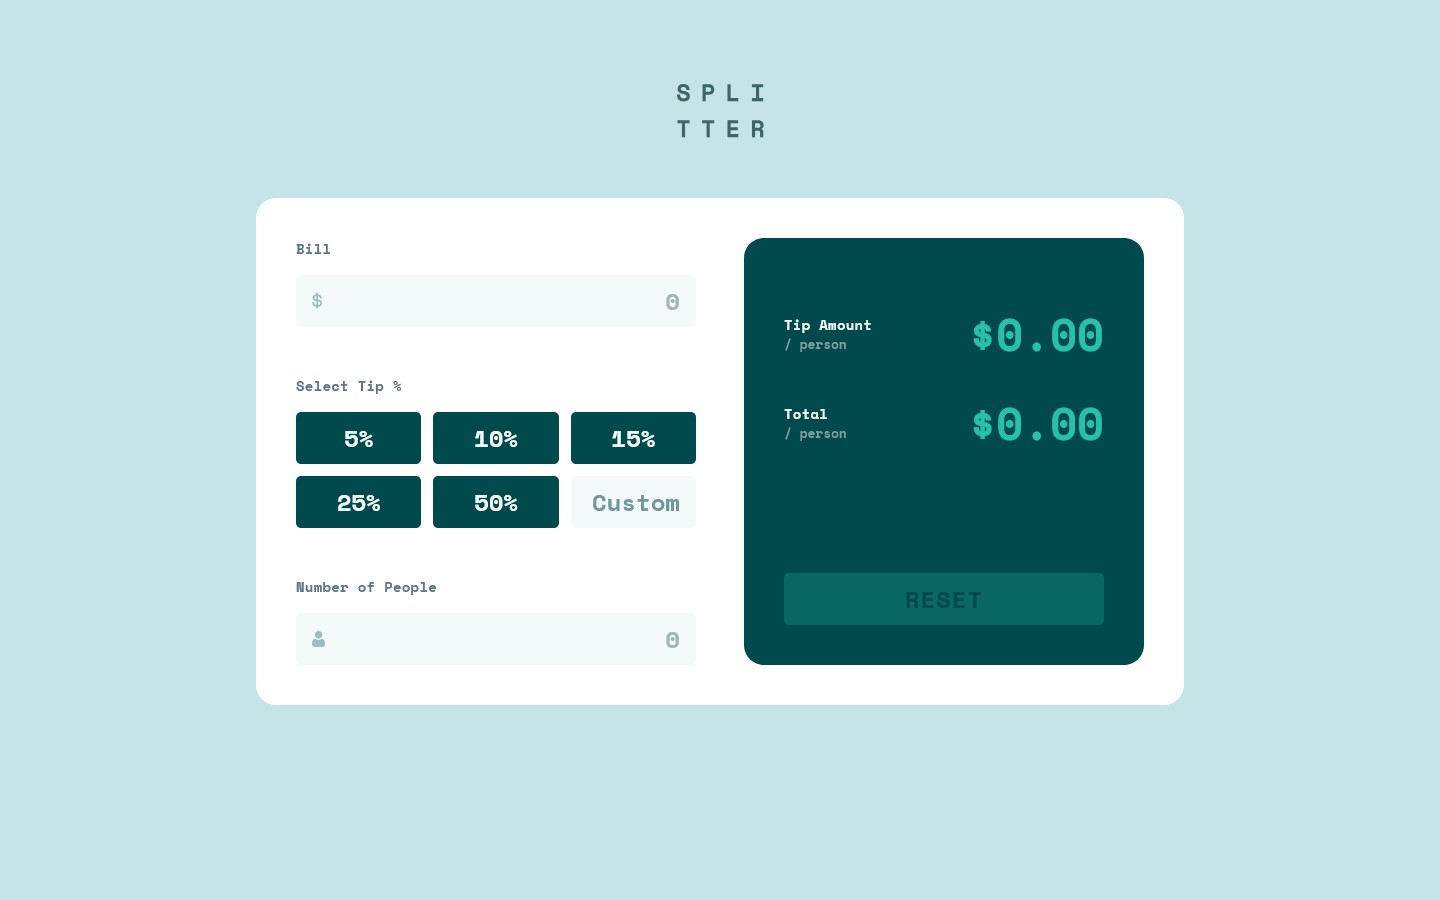 SPLI
TTER
Bill
$ 0
Select Tip %
5% 10% 15%
25% 50% Custom
Number of People
0
Tip Amount
/ person
$0.00
Total
/ person
$0.00
RESET